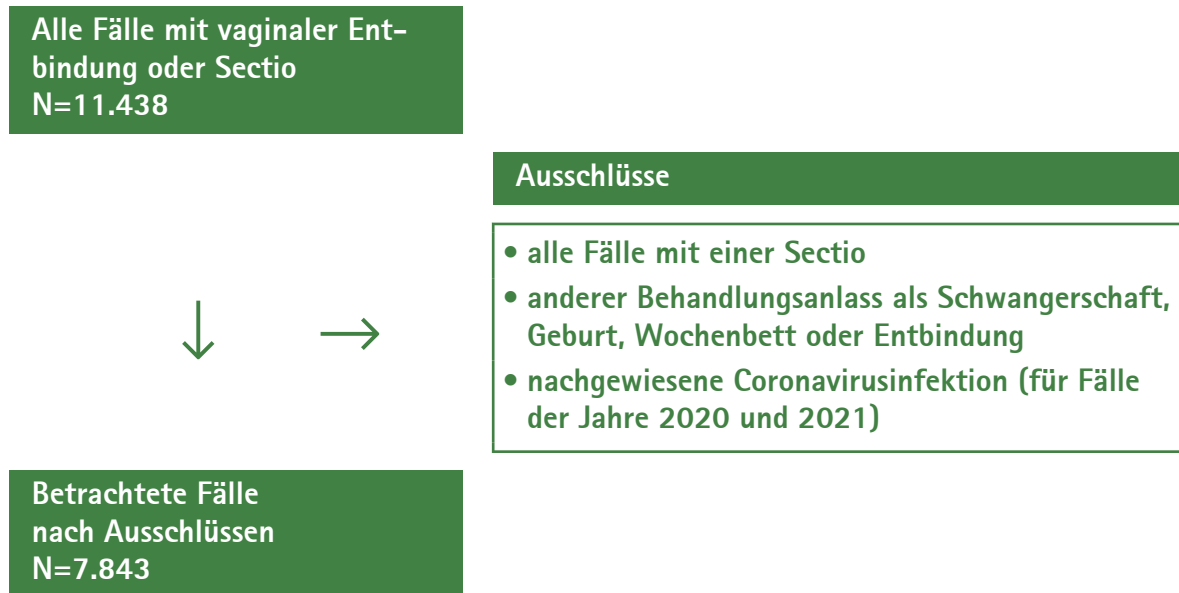 Alle Fälle mit vaginaler Ent-
bindung oder Sectio
N=11.438
Ausschlüsse
• alle Fälle mit einer Sectio
• anderer Behandlungsanlass als Schwangerschaft,
Geburt, Wochenbett oder Entbindung
• nachgewiesene Coronavirusinfektion (für Fälle
der Jahre 2020 und 2021)
Betrachtete Fälle
nach Ausschlüssen
N=7.843